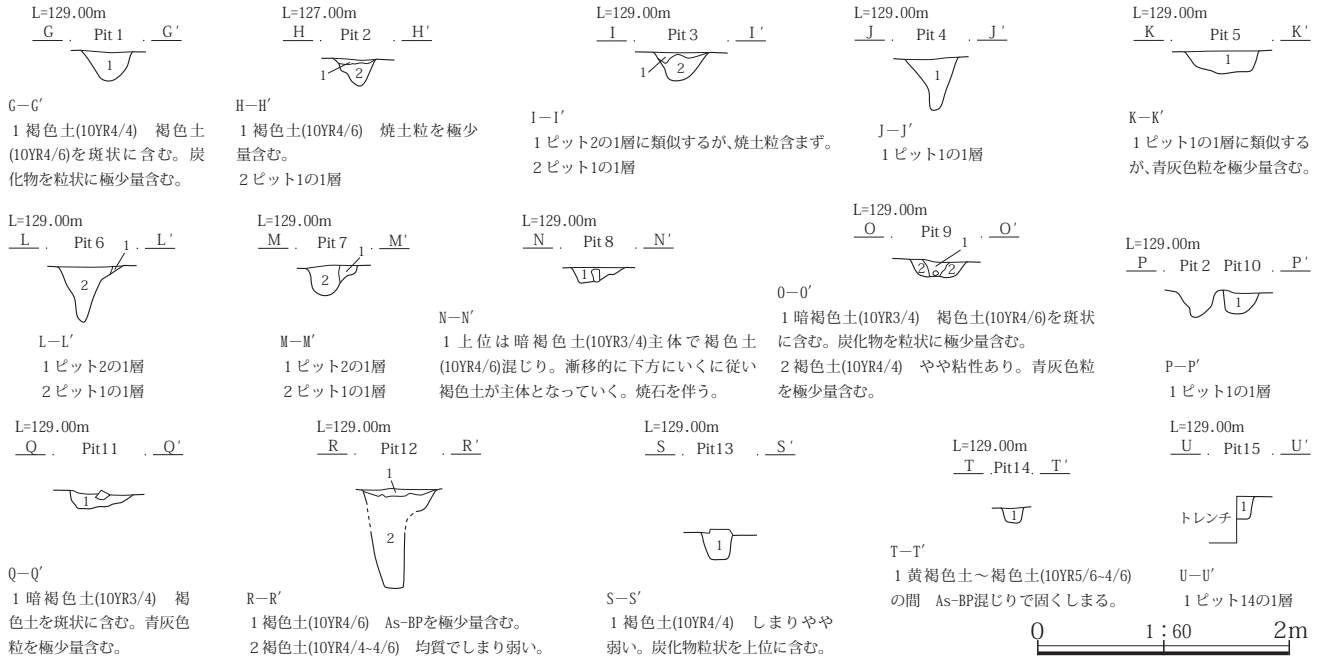 L=129.00m
G . Pit 1 . G′
1
G−G′
1 褐色土(10YR4/4)　褐色土
(10YR4/6)を斑状に含む。炭
化物を粒状に極少量含む。
L=127.00m
H . Pit 2 . H′
1
2
H−H′
1 褐色土(10YR4/6)　焼土粒を極少
量含む。
2 ピット1の1層
L=129.00m
I . Pit 3 . I′
1
2
I−I′
1 ピット2の1層に類似するが、焼土粒含まず。
2 ピット1の1層
L=129.00m
J . Pit 4 . J′
1
J−J′
1 ピット1の1層
L=129.00m
K . Pit 5 . K′
1
K−K′
1 ピット1の1層に類似する
が、青灰色粒を極少量含む。
L=129.00m
L . Pit 6 . L′
1
2
L−L′
1 ピット2の1層
2 ピット1の1層
L=129.00m
M . Pit 7 . M′
1
2
M−M′
1 ピット2の1層
2 ピット1の1層
L=129.00m
N . Pit 8 . N′
1
N−N′
1 上位は暗褐色土(10YR3/4)主体で褐色土
(10YR4/6)混じり。漸移的に下方にいくに従い
褐色土が主体となっていく。焼石を伴う。
L=129.00m
O . Pit 9 . O′
1
2 2
O−O′
1 暗褐色土(10YR3/4)　褐色土(10YR4/6)を斑状
に含む。炭化物を粒状に極少量含む。
2 褐色土(10YR4/4)　やや粘性あり。青灰色粒
を極少量含む。
L=129.00m
P . Pit 2 Pit10 . P′
1
P−P′
1 ピット1の1層
L=129.00m
Q . Pit11 . Q′
1
Q−Q′
1 暗褐色土(10YR3/4)　褐
色土を斑状に含む。青灰色
粒を極少量含む。
L=129.00m
R . Pit12 . R′
1
2
R−R′
1 褐色土(10YR4/6)　As-BPを極少量含む。
2 褐色土(10YR4/4~4/6)　均質でしまり弱い。
L=129.00m
S . Pit13 . S′
1
S−S′
1 褐色土(10YR4/4)　しまりやや
弱い。炭化物粒状を上位に含む。
L=129.00m
T .Pit14. T′
1
T−T′
1 黄褐色土～褐色土(10YR5/6~4/6)
の間　As-BP混じりで固くしまる。
L=129.00m
U . Pit15 . U′
1
トレンチ
U−U′
1 ピット14の1層
0 1：60 2m